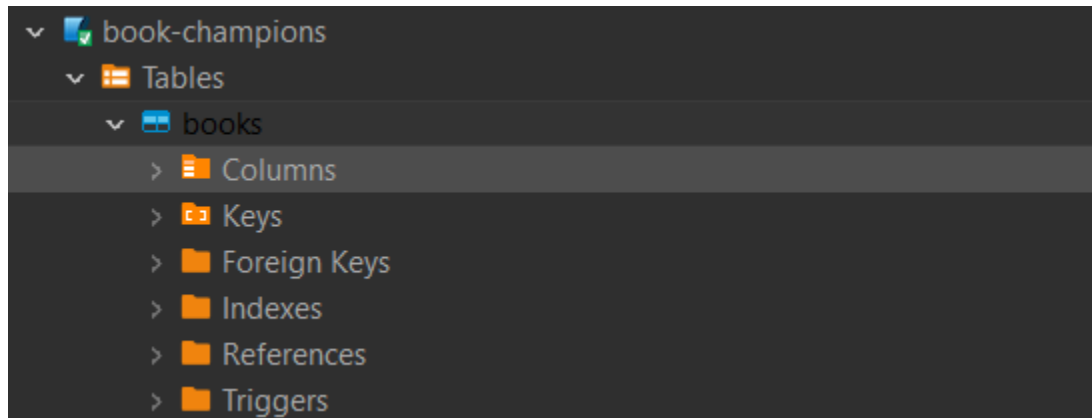 book-champions
Tables
books
Columns
Keys
Foreign Keys
Indexes
References
Triggers